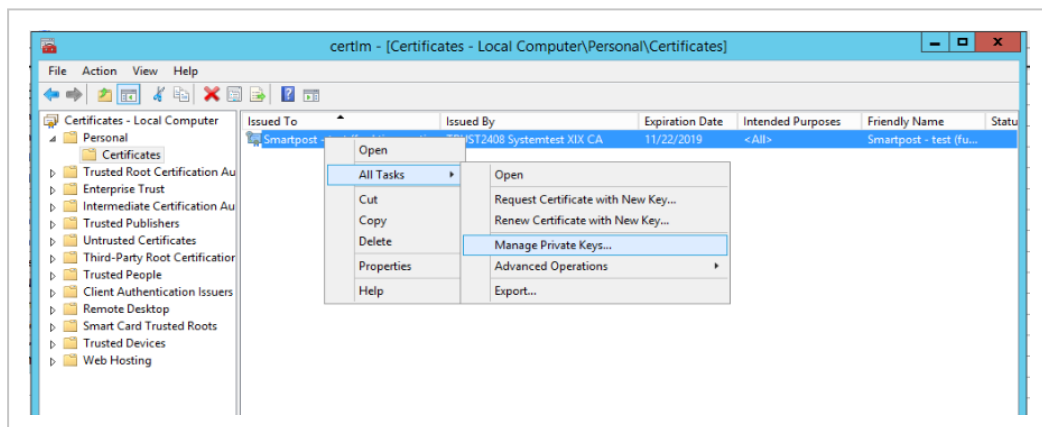 certlm - [Certificates - Local Computer\Personal\Certificates]
File Action View Help
Certificates - Local Computer
Personal
Certificates
Trusted Root Certification Au
Enterprise Trust
Intermediate Certification Au
Trusted Publishers
Untrusted Certificates
Third-Party Root Certification
Trusted People
Client Authentication Issuers
Remote Desktop
Smart Card Trusted Roots
Trusted Devices
Web Hosting
Issued To Issued By Expiration Date Intended Purposes Friendly Name Statu
Smartpost - Systemtest XIX CA 11/22/2019 <All> Smartpost - test (fu...
Open
All Tasks
Cut
Copy
Delete
Properties
Help
Open
Request Certificate with New Key...
Renew Certificate with New Key...
Manage Private Keys...
Advanced Operations
Export...